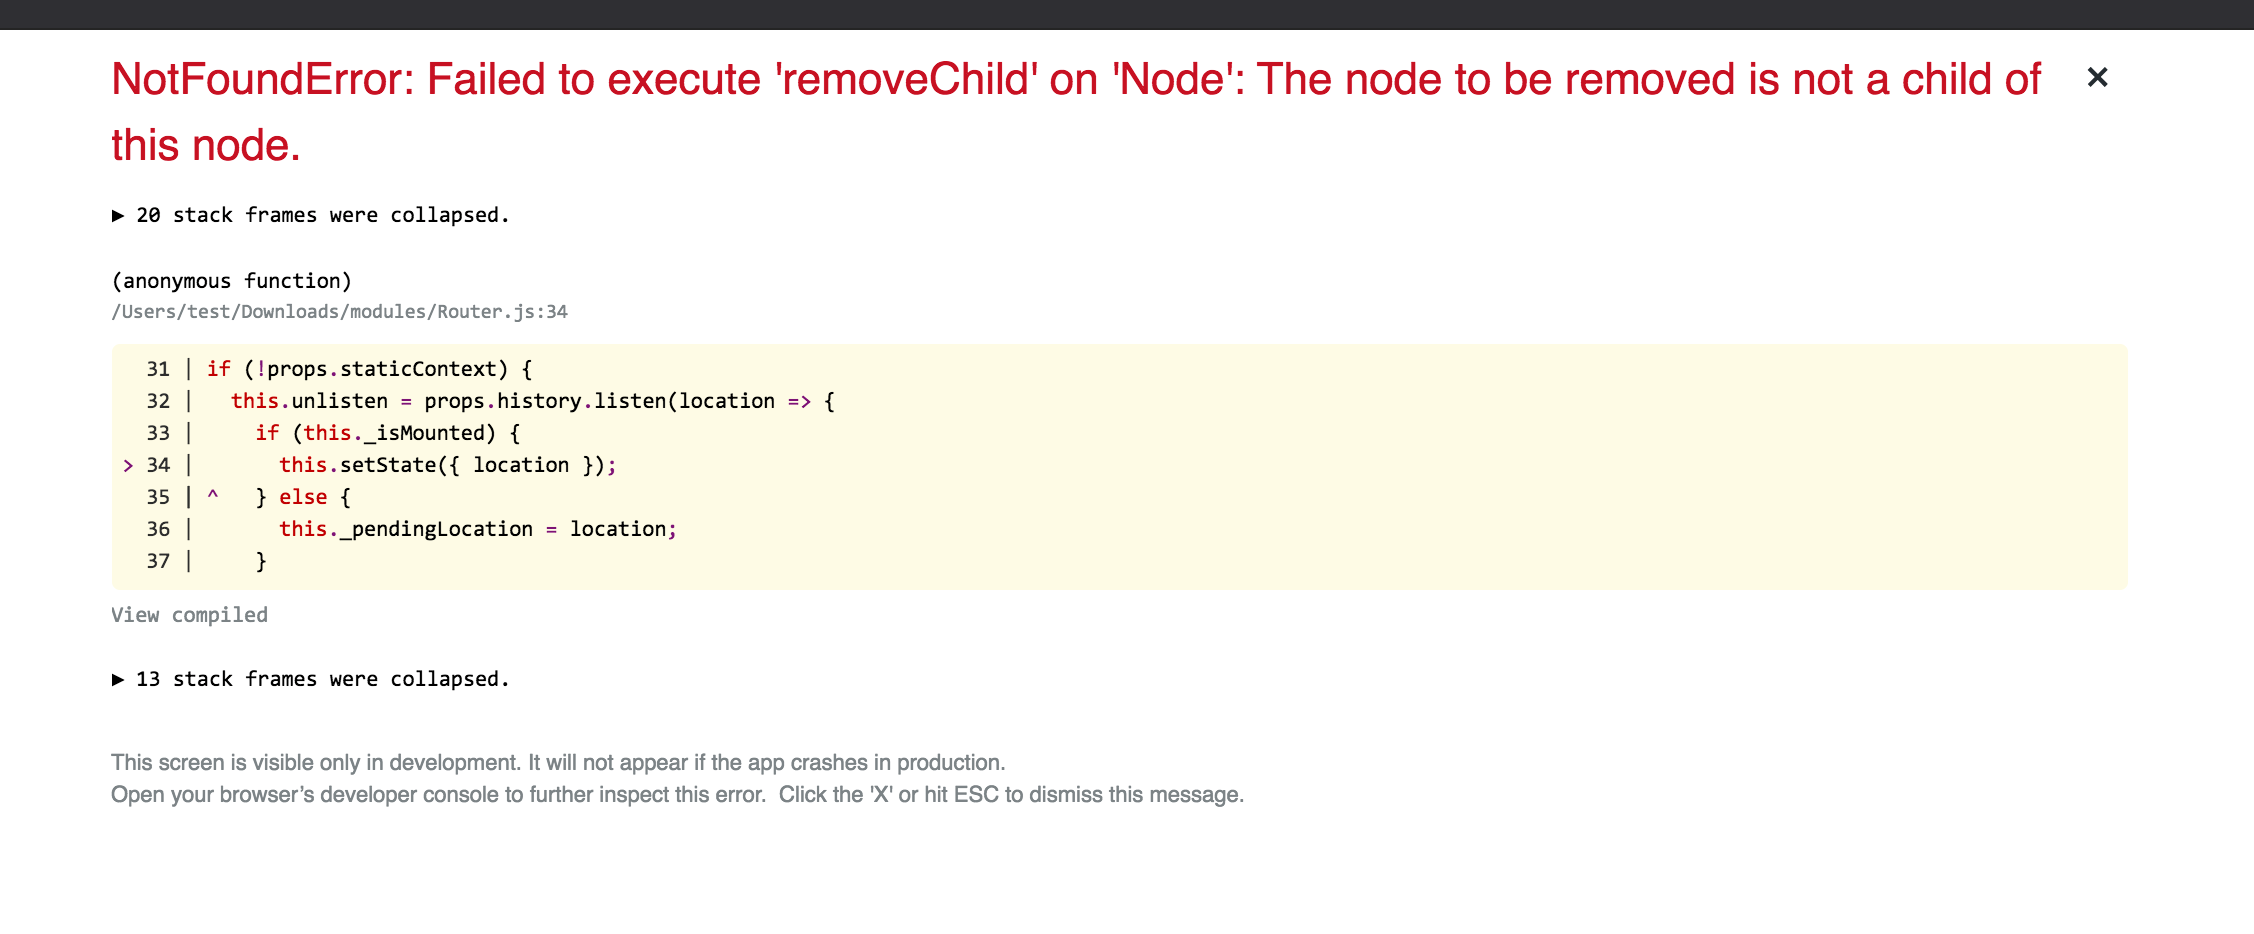 NotFoundError: Failed to execute 'removeChild' on 'Node': The node to be removed is not a child of
this node.
×
▶ 20 stack frames were collapsed.
(anonymous function)
/Users/test/Downloads/modules/Router.js:34
  31 | if (!props.staticContext) {
  32 |   this.unlisten = props.history.listen(location => {
  33 |     if (this._isMounted) {
> 34 |       this.setState({ location });
  35 | ^   } else {
  36 |       this._pendingLocation = location;
  37 |     }
View compiled
▶ 13 stack frames were collapsed.
This screen is visible only in development. It will not appear if the app crashes in production.
Open your browser’s developer console to further inspect this error.  Click the 'X' or hit ESC to dismiss this message.